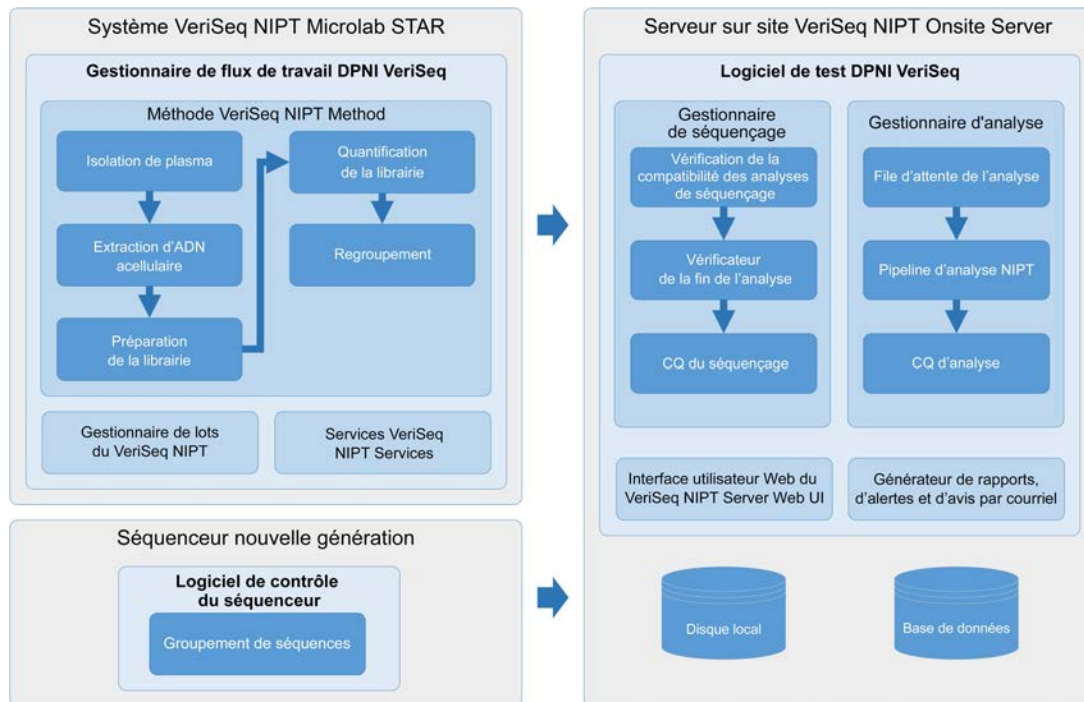 Système VeriSeq NIPT Microlab STAR
Gestionnaire de flux de travail DPNI VeriSeq
Méthode VeriSeq NIPT Method
Isolation de plasma
Extraction d'ADN
acellulaire
Préparation
de la librairie
Quantification
de la librairie
Regroupement
Gestionnaire de lots
du VeriSeq NIPT
Services VeriSeq
NIPT Services
Séquenceur nouvelle génération
Logiciel de contrôle
du séquenceur
Groupement de séquences
Serveur sur site VeriSeq NIPT Onsite Server
Logiciel de test DPNI VeriSeq
Gestionnaire
de séquençage
Vérification de la
compatibilité des analyses
de séquençage
Vérificateur
de la fin de l'analyse
CQ du séquençage
Gestionnaire d'analyse
File d'attente de l'analyse
Pipeline d'analyse NIPT
CQ d'analyse
Interface utilisateur Web du
VeriSeq NIPT Server Web UI
Générateur de rapports,
d'alertes et d'avis par courriel
Disque local
Base de données